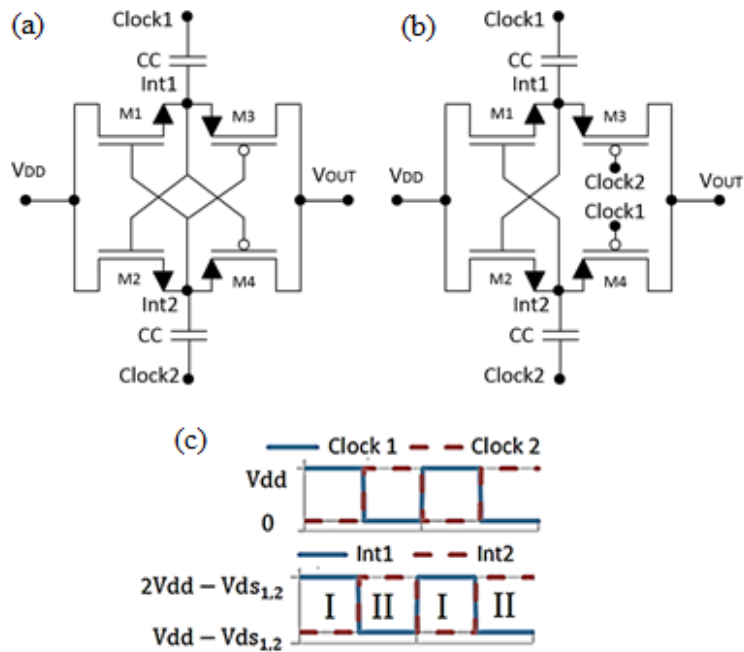 (a)
Clock1
CC
Int1
M1
M3
VDD
VOUT
M2
M4
Int2
CC
Clock2
(b)
Clock1
CC
Int1
M1
M3
Clock2
VDD
VOUT
Clock1
M2
M4
Int2
CC
Clock2
(c)
Clock 1 Clock 2
Vdd
0
Int1 Int2
2Vdd − Vds1,2
I II I II
Vdd − Vds1,2